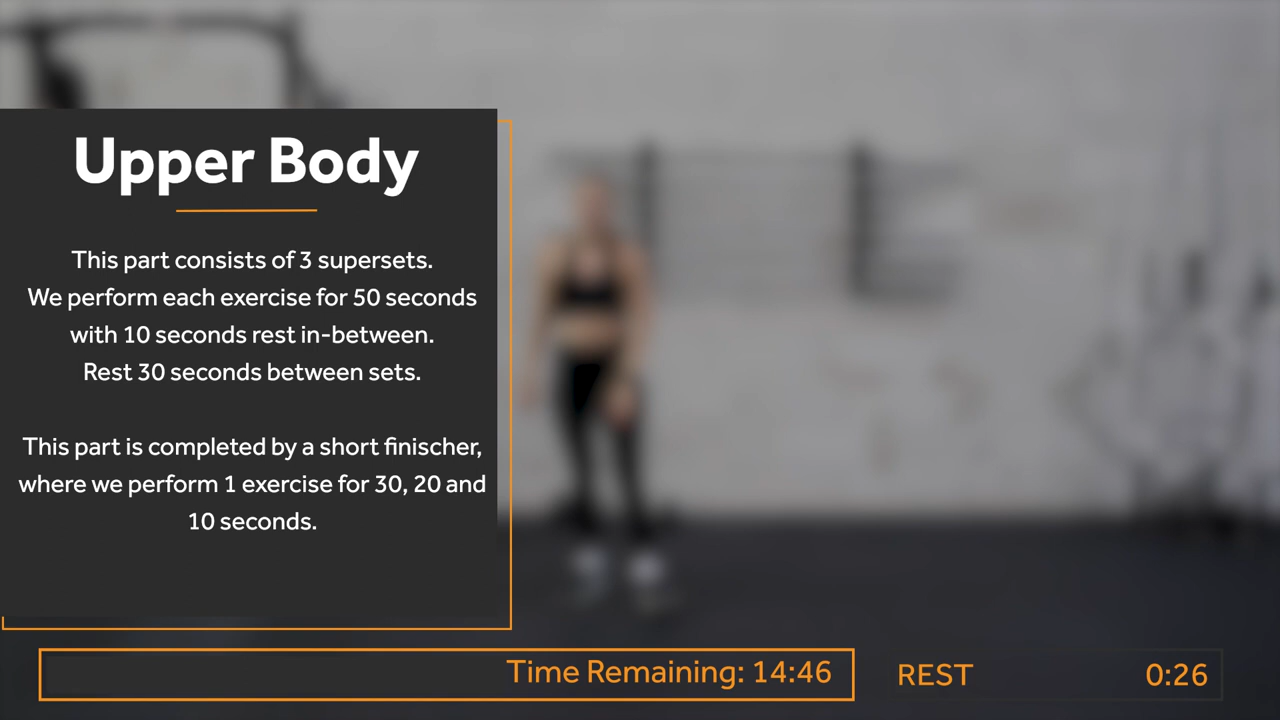 Upper Body
This part consists of 3 supersets.
We perform each exercise for 50 seconds
with 10 seconds rest in-between.
Rest 30 seconds between sets.
This part is completed by a short finischer,
where we perform 1 exercise for 30, 20 and
10 seconds.
Time Remaining: 14:46
REST 0:26